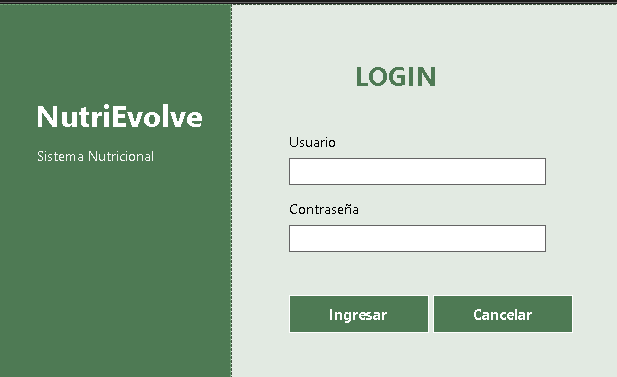 NutriEvolve
Sistema Nutricional
LOGIN
Usuario
Contraseña
Ingresar
Cancelar